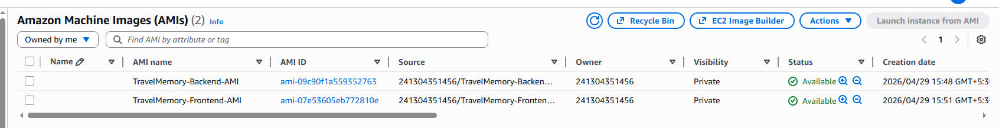 Amazon Machine Images (AMIs) (2) Info Recycle Bin EC2 Image Builder Actions Launch instance from AMI
Owned by me Find AMI by attribute or tag 1
Name AMI name AMI ID Source Owner Visibility Status Creation date
TravelMemory-Backend-AMI ami-09c90f1a559352763 241304351456/TravelMemory-Backen... 241304351456 Private Available 2026/04/29 15:48 GMT+5:3
TravelMemory-Frontend-AMI ami-07e53605eb772810e 241304351456/TravelMemory-Fronten... 241304351456 Private Available 2026/04/29 15:51 GMT+5:3